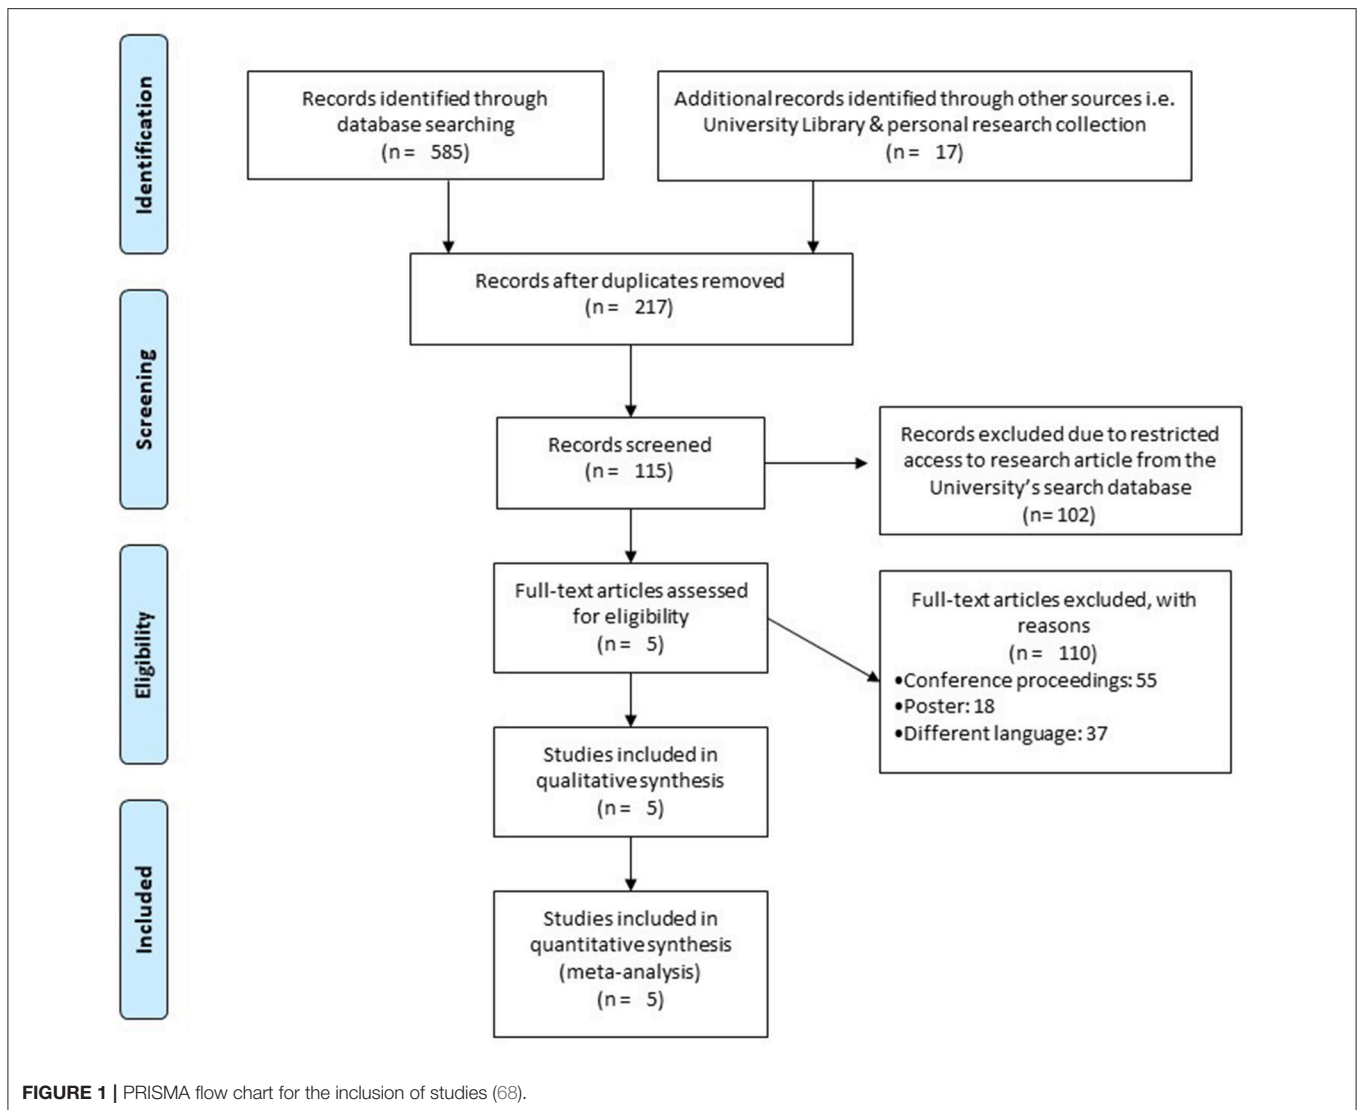 Identification
Records identified through
database searching
(n = 585)
Additional records identified through other sources i.e.
University Library & personal research collection
(n = 17)
Records after duplicates removed
(n = 217)
Screening
Records screened
(n = 115)
Records excluded due to restricted
access to research article from the
University's search database
(n= 102)
Eligibility
Full-text articles assessed
for eligibility
(n = 5)
Full-text articles excluded, with
reasons
(n = 110)
•Conference proceedings: 55
•Poster: 18
•Different language: 37
Studies included in
qualitative synthesis
(n = 5)
Included
Studies included in
quantitative synthesis
(meta-analysis)
(n = 5)
FIGURE 1 | PRISMA flow chart for the inclusion of studies (68).